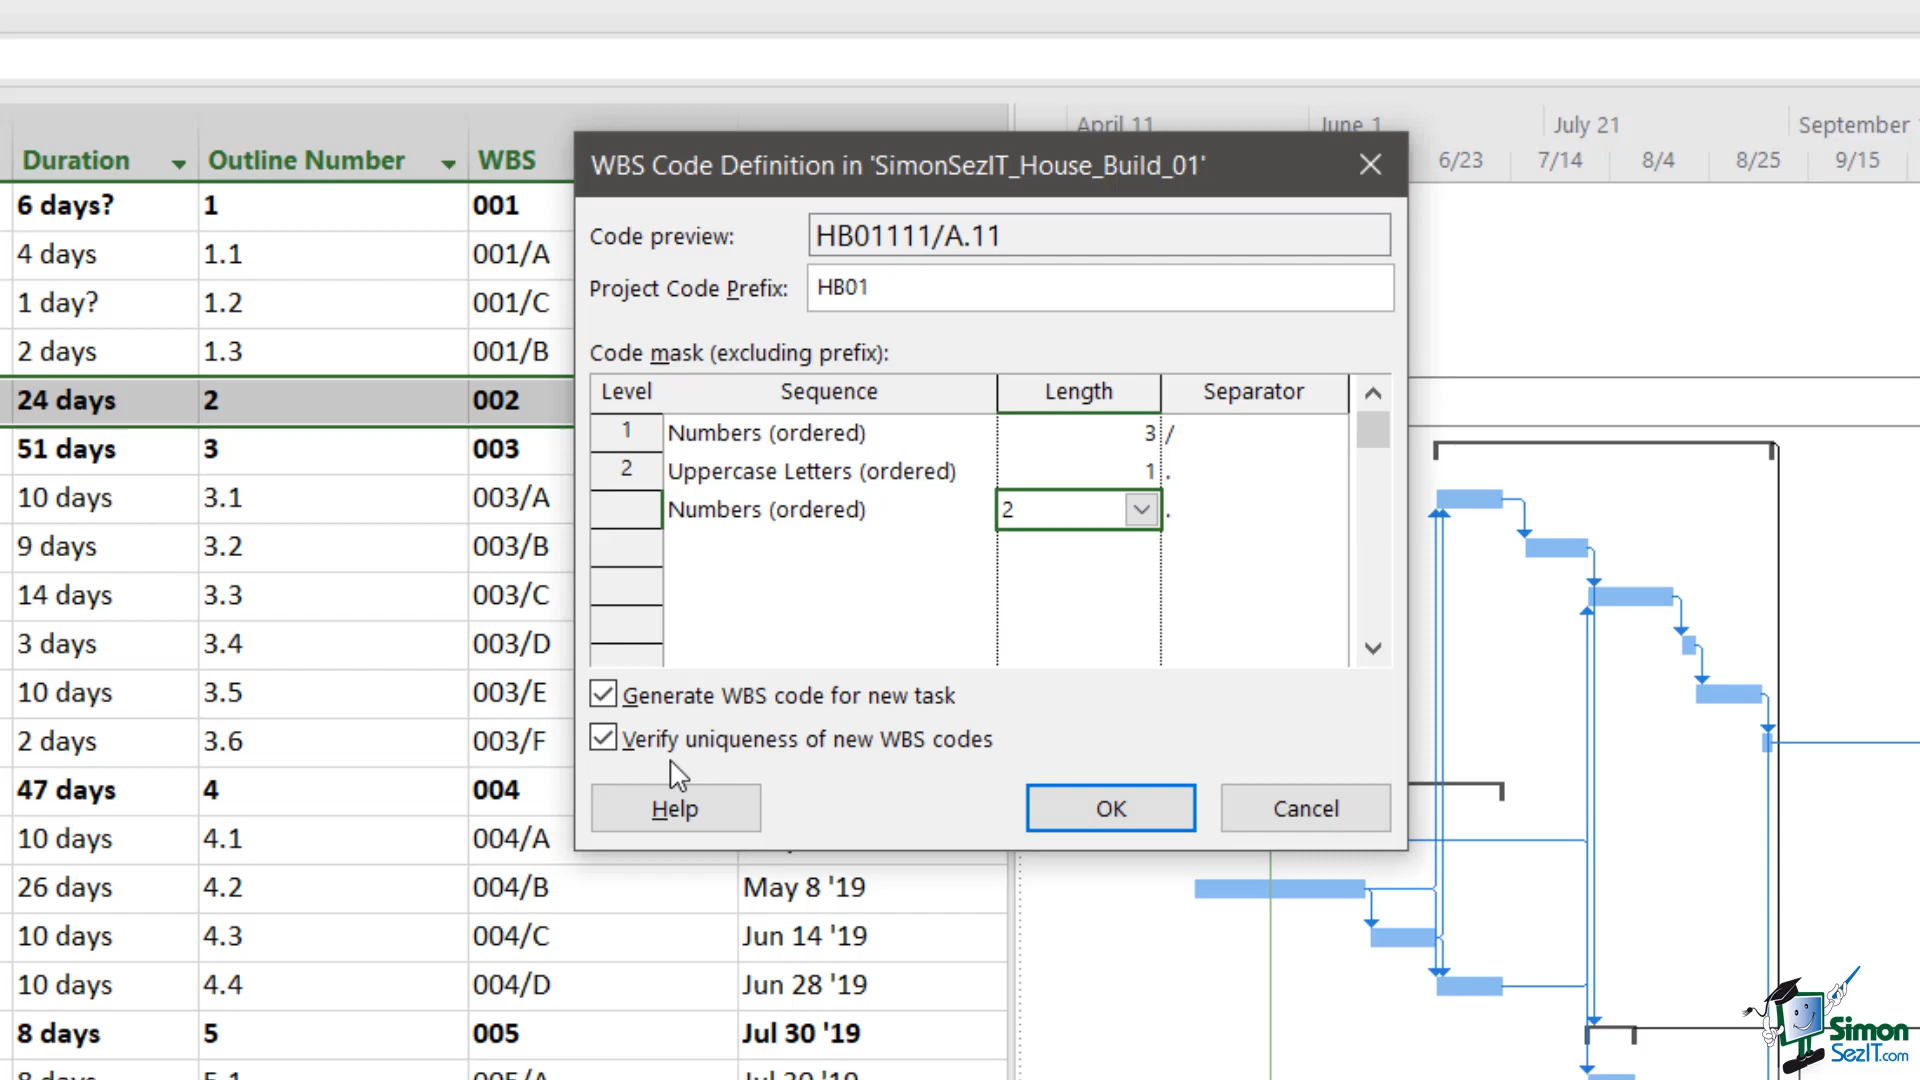 April 11 June 1 July 21 September
Duration Outline Number WBS 6/23 7/14 8/4 8/25 9/15
WBS Code Definition in 'SimonSezIT_House_Build_01'
Code preview: HB01111/A.11
Project Code Prefix: HB01
Code mask (excluding prefix):
Level Sequence Length Separator
1 Numbers (ordered) 3 /
2 Uppercase Letters (ordered) 1 .
Numbers (ordered) 2 .
Generate WBS code for new task
Verify uniqueness of new WBS codes
Help OK Cancel
6 days? 1 001
4 days 1.1 001/A
1 day? 1.2 001/C
2 days 1.3 001/B
24 days 2 002
51 days 3 003
10 days 3.1 003/A
9 days 3.2 003/B
14 days 3.3 003/C
3 days 3.4 003/D
10 days 3.5 003/E
2 days 3.6 003/F
47 days 4 004
10 days 4.1 004/A
26 days 4.2 004/B May 8 '19
10 days 4.3 004/C Jun 14 '19
10 days 4.4 004/D Jun 28 '19
8 days 5 005 Jul 30 '19
Simon
SezIT.com